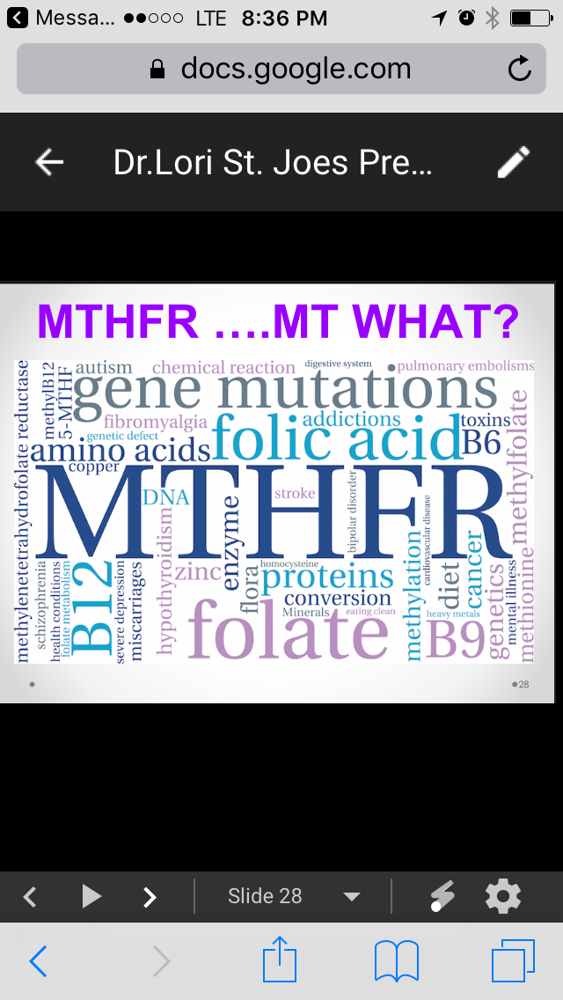 Messa... LTE 8:36 PM
docs.google.com
Dr.Lori St. Joes Pre...
MTHFR ....MT WHAT?
methylenetetrahydrofolate reductase
methylB12
5-MTHF
autism
chemical reaction
digestive system
pulmonary embolisms
gene mutations
fibromyalgia
addictions
toxins
genetic defect
folic acid
B6
amino acids
methylfolate
copper
MTHFR
DNA
stroke
bipolar disorder
enzyme
hypothyroidism
cardiovascular disease
schizophrenia
health conditions
folate metabolism
B12
severe depression
miscarriages
zinc
flora
homocysteine
proteins
conversion
Minerals
eating clean
folate
methylation
diet
cancer
heavy metals
B9
genetics
mental illness
methionine
28
Slide 28